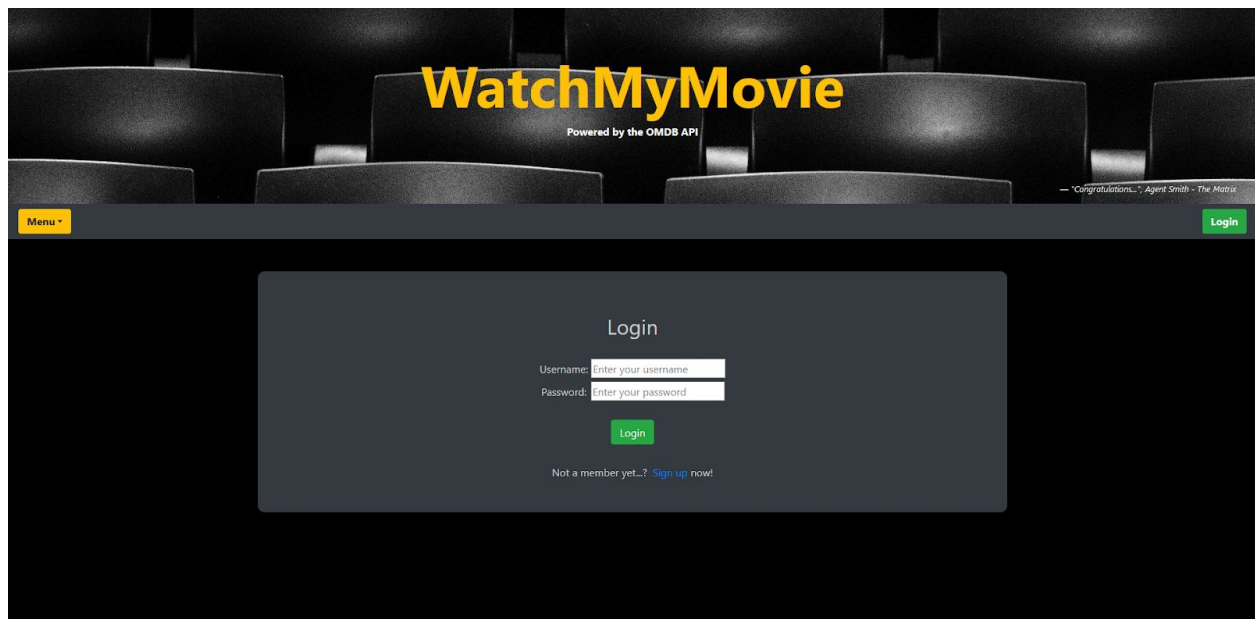 WatchMyMovie
Powered by the OMDB API
— "Congratulations...", Agent Smith - The Matrix
Menu
Login
Login
Username: Enter your username
Password: Enter your password
Login
Not a member yet...? Sign up now!